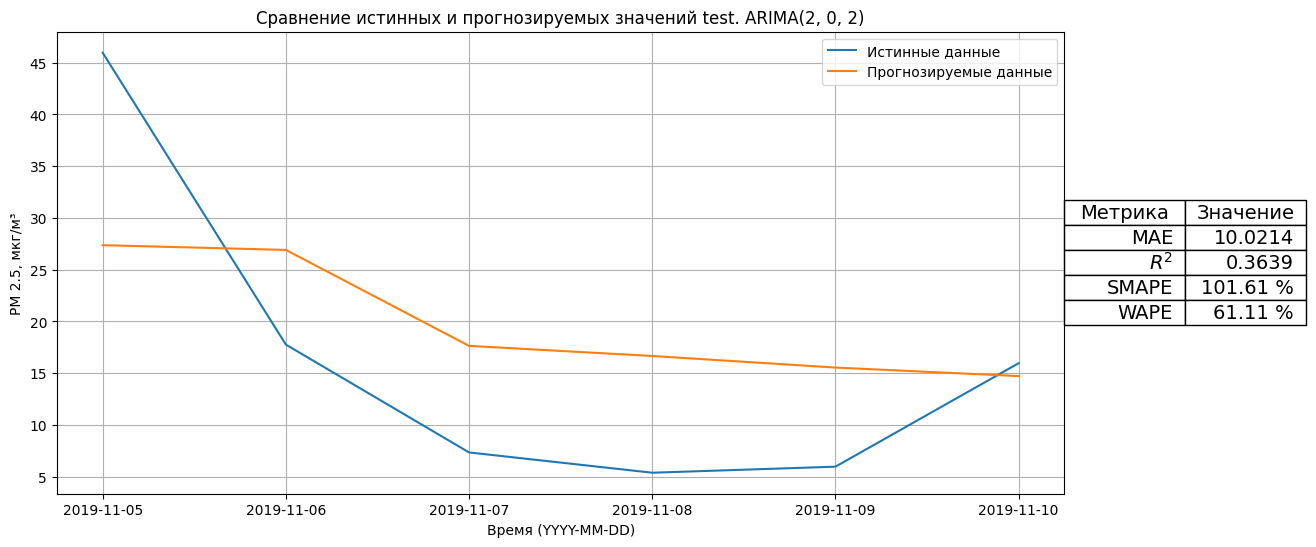 Сравнение истинных и прогнозируемых значений test. ARIMA(2, 0, 2)
Истинные данные
Прогнозируемые данные
PM 2.5, мкг/м³
45
40
35
30
25
20
15
10
5
2019-11-05 2019-11-06 2019-11-07 2019-11-08 2019-11-09 2019-11-10
Время (YYYY-MM-DD)
Метрика Значение
MAE 10.0214
R² 0.3639
SMAPE 101.61 %
WAPE 61.11 %